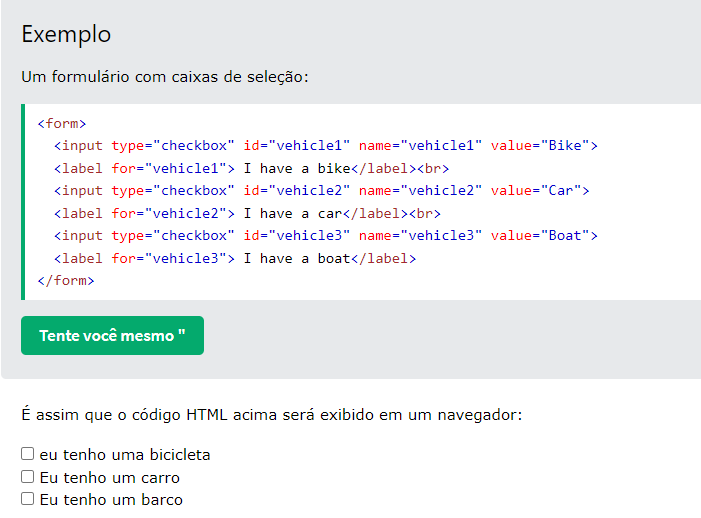 Exemplo
Um formulário com caixas de seleção:
<form>
  <input type="checkbox" id="vehicle1" name="vehicle1" value="Bike">
  <label for="vehicle1"> I have a bike</label><br>
  <input type="checkbox" id="vehicle2" name="vehicle2" value="Car">
  <label for="vehicle2"> I have a car</label><br>
  <input type="checkbox" id="vehicle3" name="vehicle3" value="Boat">
  <label for="vehicle3"> I have a boat</label>
</form>
Tente você mesmo "
É assim que o código HTML acima será exibido em um navegador:
eu tenho uma bicicleta
Eu tenho um carro
Eu tenho um barco